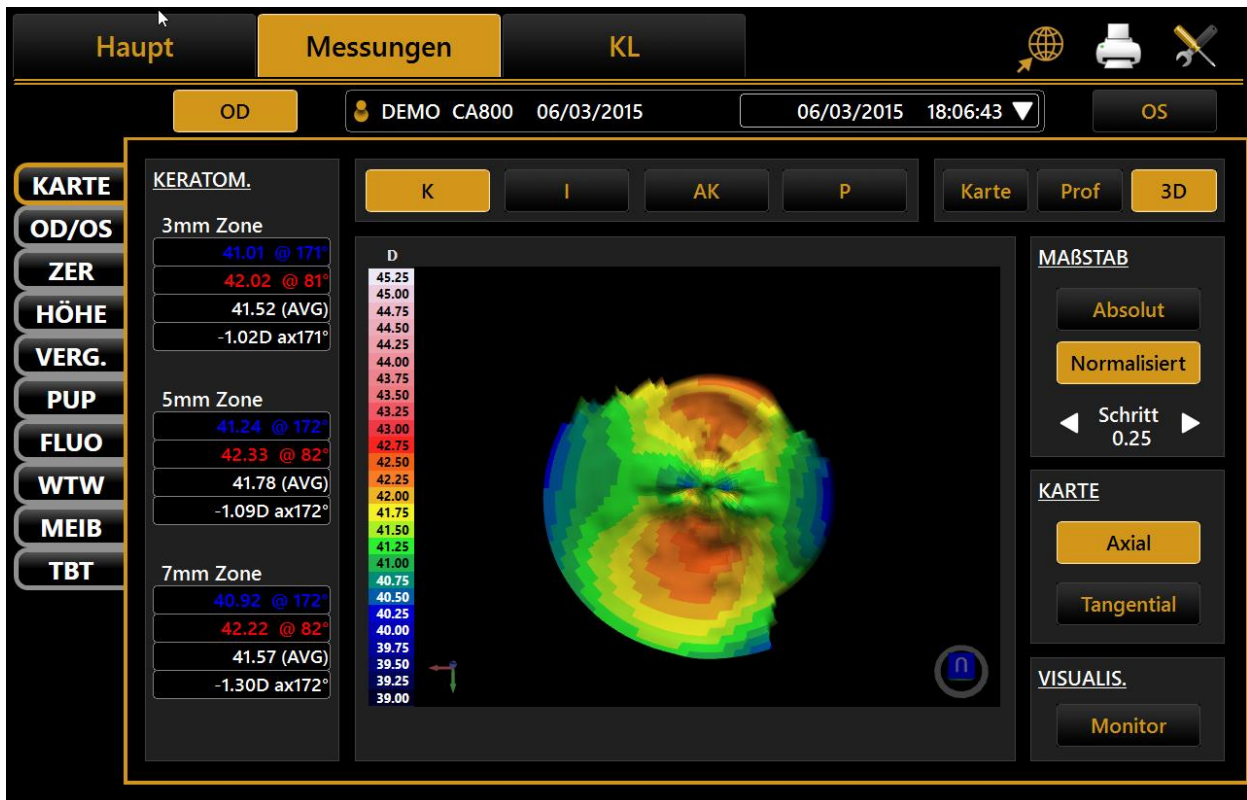 Haupt
Messungen
KL
OD
DEMO CA800 06/03/2015
06/03/2015 18:06:43
OS
KARTE
OD/OS
ZER
HÖHE
VERG.
PUP
FLUO
WTW
MEIB
TBT
KERATOM.
3mm Zone
41.01 @ 171°
42.02 @ 81°
41.52 (AVG)
-1.02D ax171°
5mm Zone
41.24 @ 172°
42.33 @ 82°
41.78 (AVG)
-1.09D ax172°
7mm Zone
40.92 @ 172°
42.22 @ 82°
41.57 (AVG)
-1.30D ax172°
K
I
AK
P
Karte
Prof
3D
D
45.25
45.00
44.75
44.50
44.25
44.00
43.75
43.50
43.25
43.00
42.75
42.50
42.25
42.00
41.75
41.50
41.25
41.00
40.75
40.50
40.25
40.00
39.75
39.50
39.25
39.00
MAßSTAB
Absolut
Normalisiert
Schritt
0.25
KARTE
Axial
Tangential
VISUALIS.
Monitor